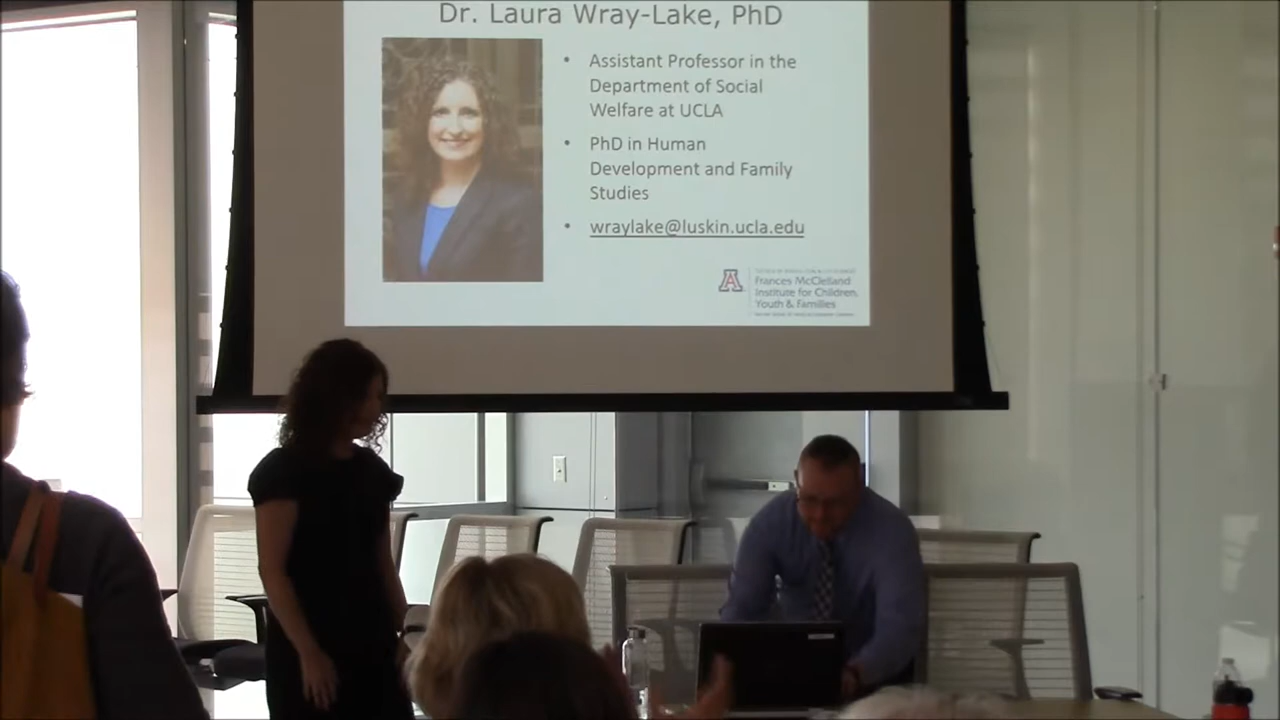 Dr. Laura Wray-Lake, PhD
• Assistant Professor in the
Department of Social
Welfare at UCLA
• PhD in Human
Development and Family
Studies
• wraylake@luskin.ucla.edu
A
Frances McClelland
Institute for Children,
Youth & Families